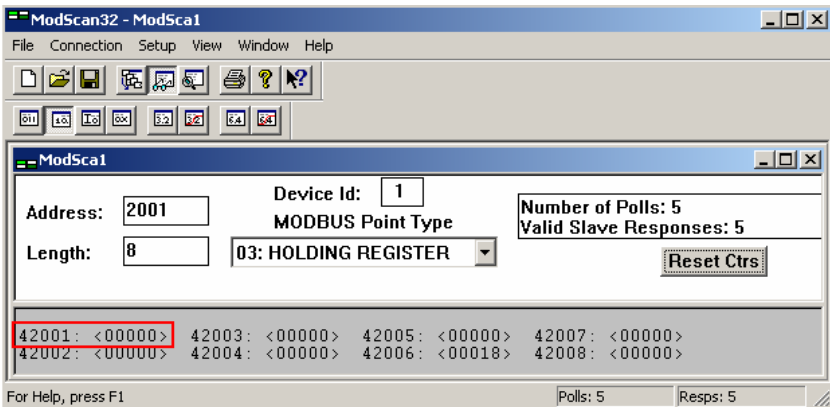 ModScan32 - ModSca1
File Connection Setup View Window Help
ModSca1
Device Id: 1
Address: 2001
MODBUS Point Type
Number of Polls: 5
Valid Slave Responses: 5
Length: 8
03: HOLDING REGISTER
Reset Ctrs
42001: <00000> 42003: <00000> 42005: <00000> 42007: <00000>
42002: <00000> 42004: <00000> 42006: <00018> 42008: <00000>
For Help, press F1
Polls: 5
Resps: 5